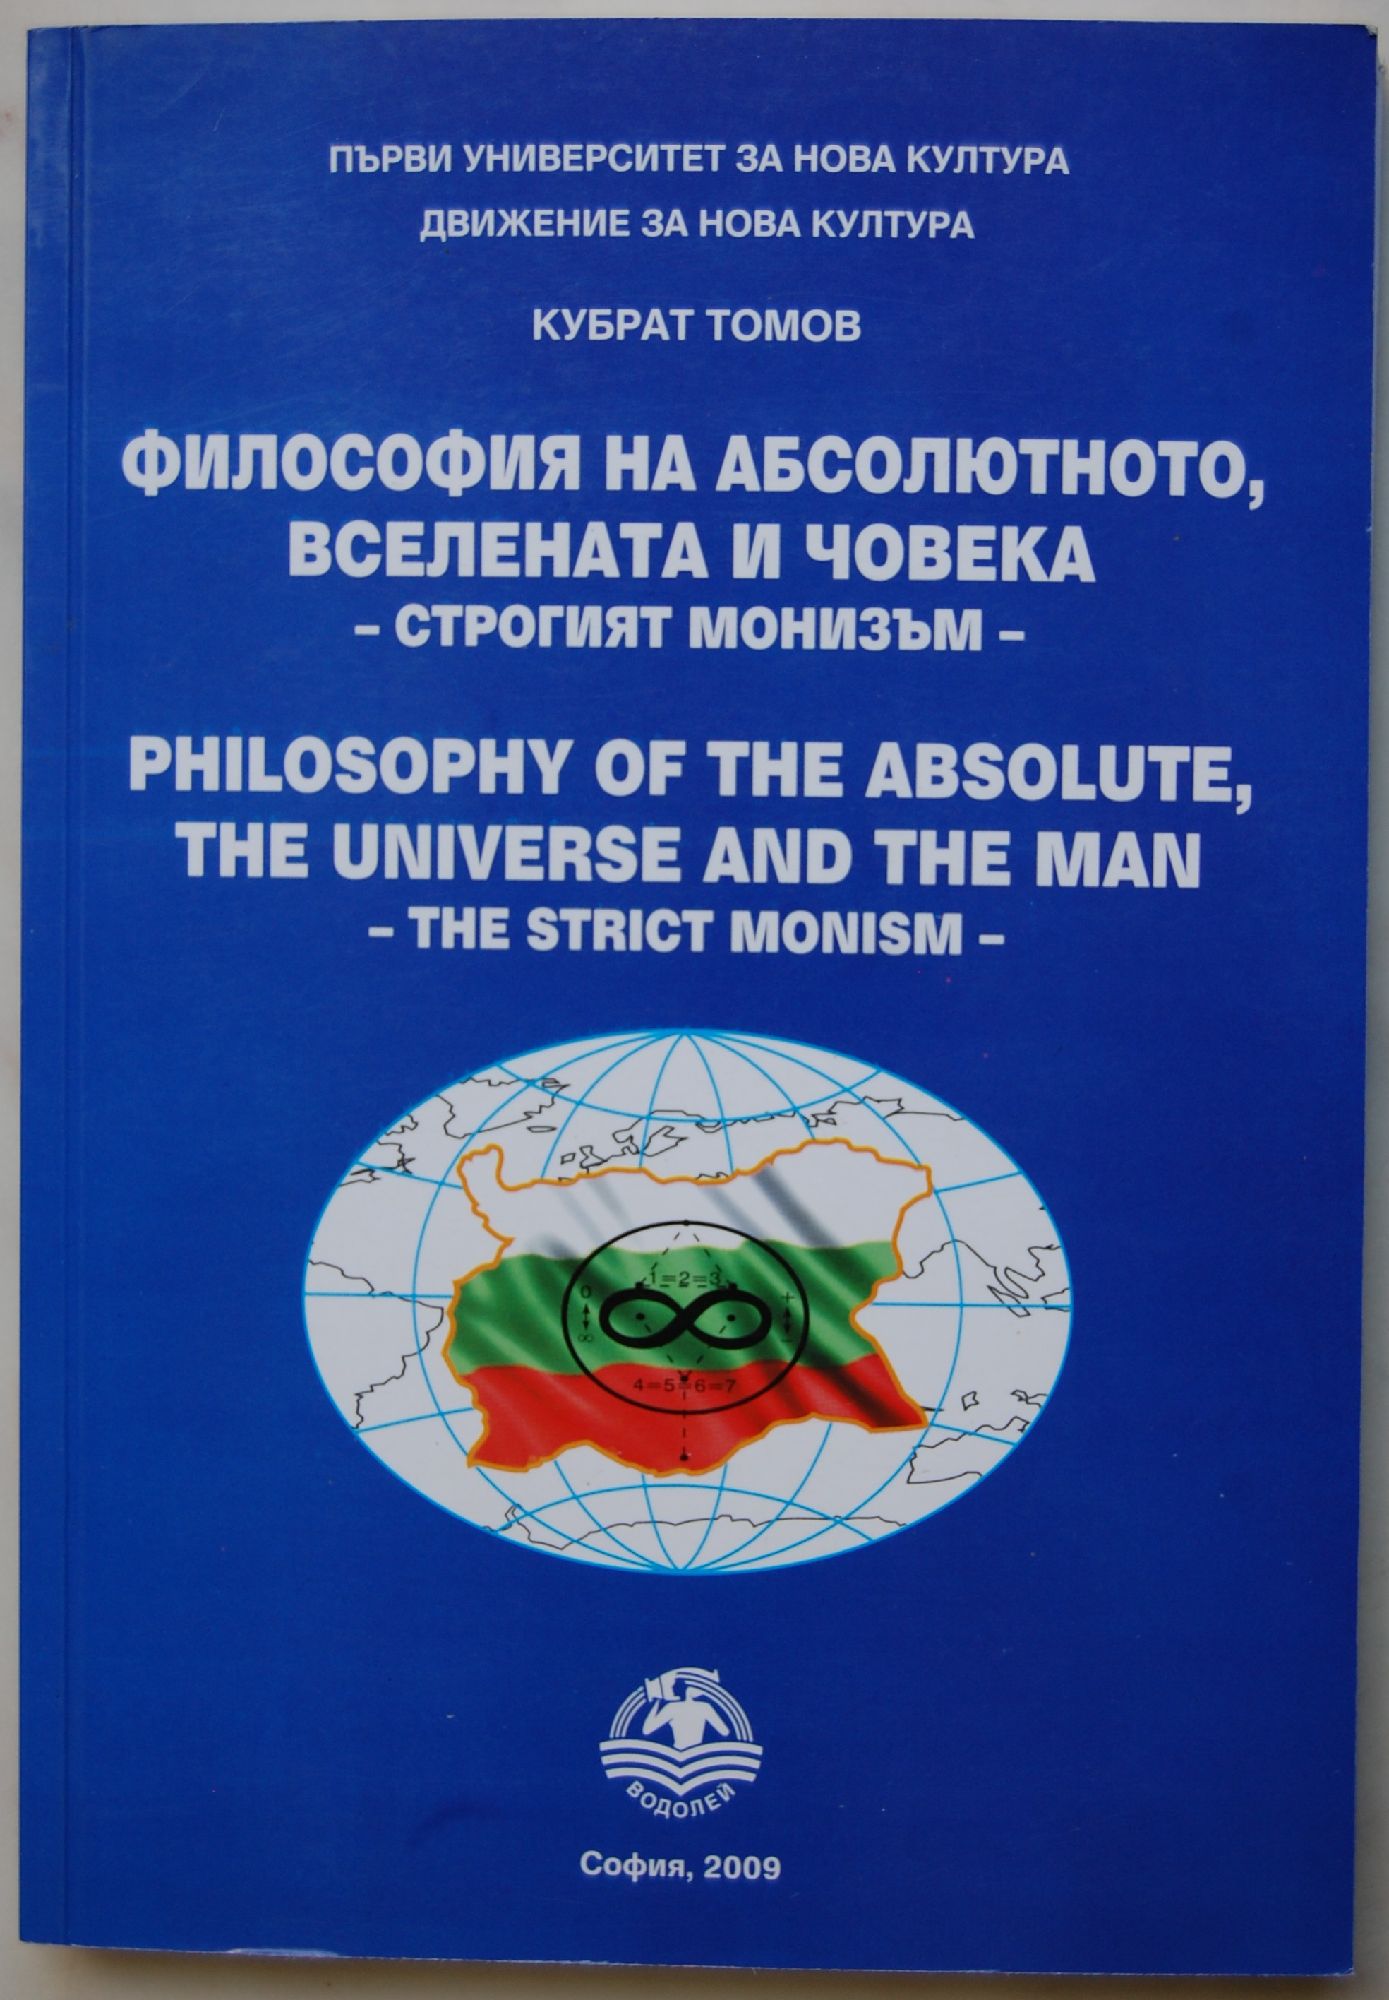 ПЪРВИ УНИВЕРСИТЕТ ЗА НОВА КУЛТУРА
ДВИЖЕНИЕ ЗА НОВА КУЛТУРА
КУБРАТ ТОМОВ
ФИЛОСОФИЯ НА АБСОЛЮТНОТО,
ВСЕЛЕНАТА И ЧОВЕКА
– СТРОГИЯТ МОНИЗЪМ –
PHILOSOPHY OF THE ABSOLUTE,
THE UNIVERSE AND THE MAN
– THE STRICT MONISM –
1=2=3
0
+
∞
∞
–
4=5=6=7
ВОДОЛЕЙ
София, 2009